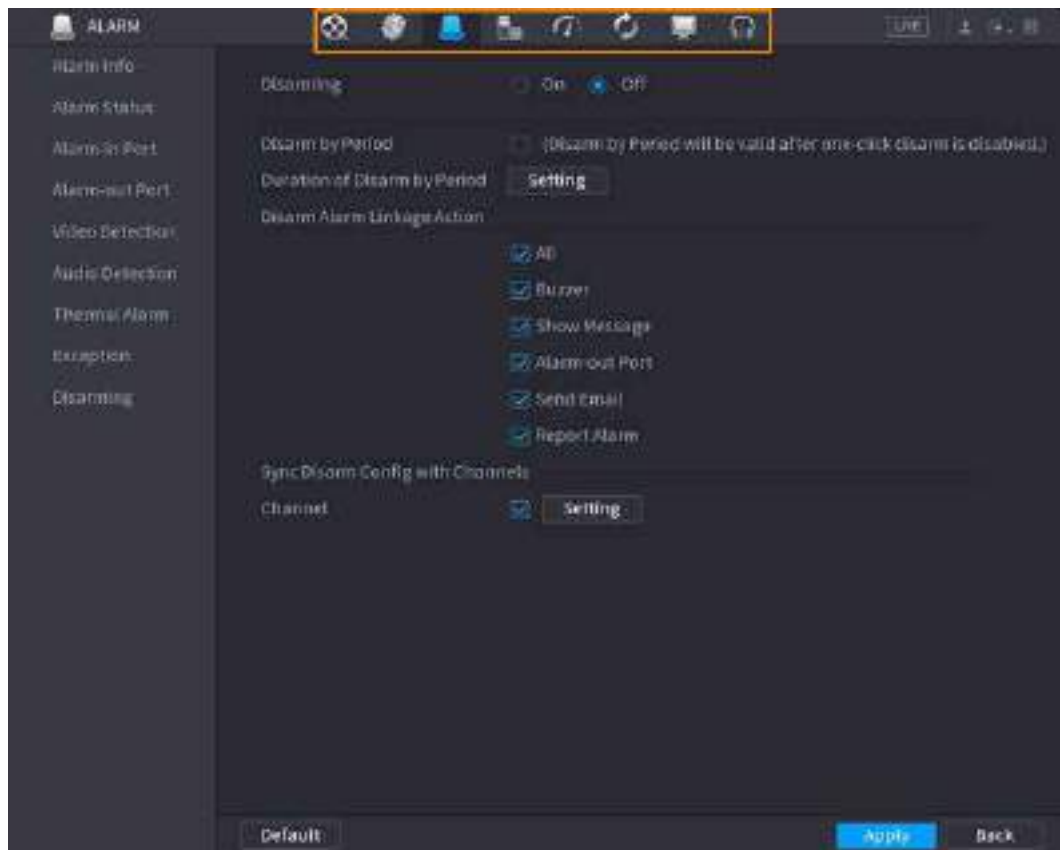 ALARM
LIVE
Alarm Info
Alarm Status
Alarm-in Port
Alarm-out Port
Video Detection
Audio Detection
Thermal Alarm
Exception
Disarming
Disarming On Off
Disarm by Period (Disarm by Period will be valid after one-click disarm is disabled.)
Duration of Disarm by Period Setting
Disarm Alarm Linkage Action
All
Buzzer
Show Message
Alarm-out Port
Send Email
Report Alarm
Sync Disarm Config with Channels
Channel Setting
Default Apply Back